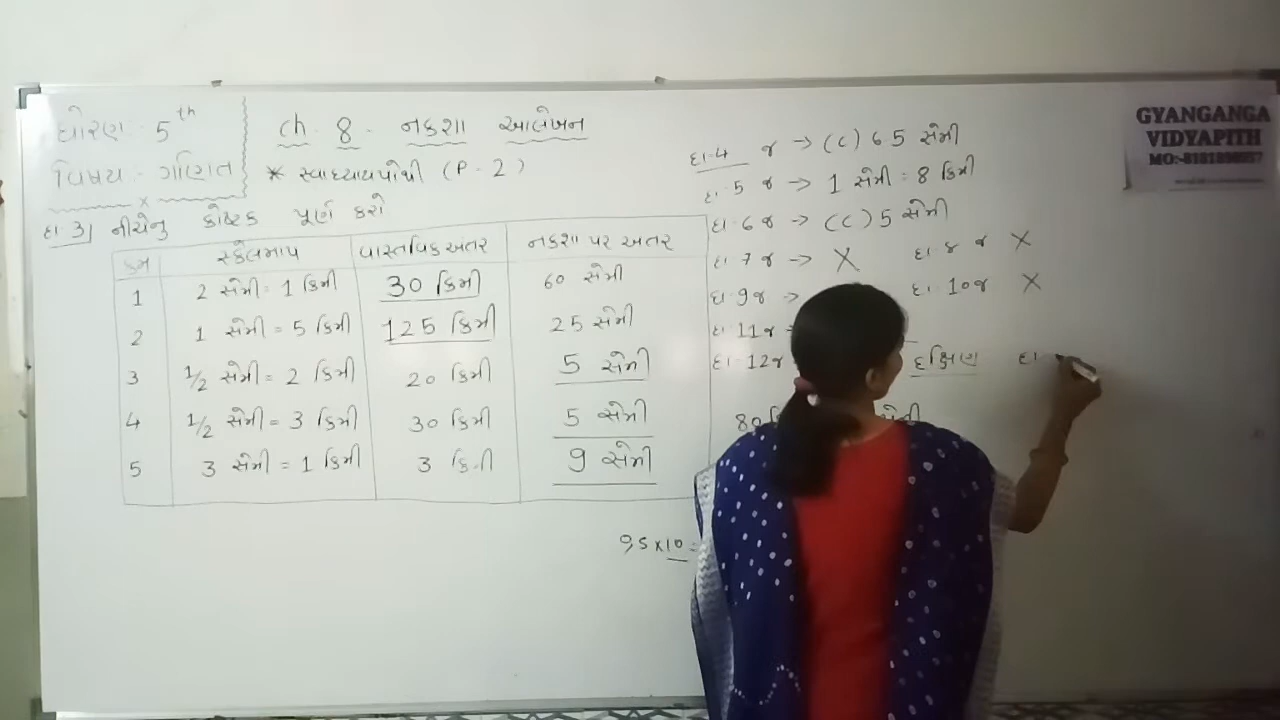 ધોરણ :- 5th
વિષય :- ગણિત
ch - 8 - નકશા આલેખન
* સ્વાધ્યાયપોથી (P - 2)
દા-3) નીચેનુ કોષ્ટક પૂર્ણ કરો
ક્રમ સ્કેલમાપ વાસ્તવિક અંતર નકશા પર અંતર
1 2 સેમી = 1 કિમી 30 કિમી 60 સેમી
2 1 સેમી = 5 કિમી 125 કિમી 25 સેમી
3 1/2 સેમી = 2 કિમી 20 કિમી 5 સેમી
4 1/2 સેમી = 3 કિમી 30 કિમી 5 સેમી
5 3 સેમી = 1 કિમી 3 કિમી 9 સેમી
દા-4 જ → (c) 65 સેમી
દા-5 જ → 1 સેમી = 8 કિમી
દા-6 જ → (c) 5 સેમી
દા-7 જ → X દા-8 જ X
દા-9 જ → દા-10 જ X
દા-11 જ
દા-12 જ દક્ષિણ દા
80
95 x 10 =
GYANGANGA
VIDYAPITH